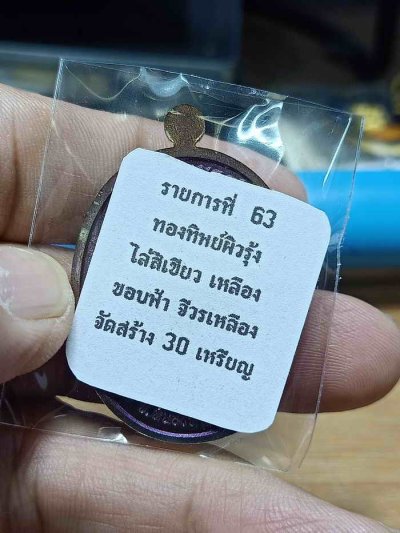 รายการที่ 63
ทองทิพย์ผิวรุ้ง
ไล่สีเขียว เหลือง
ขอบฟ้า จีวรเหลือง
จัดสร้าง 30 เหรียญ